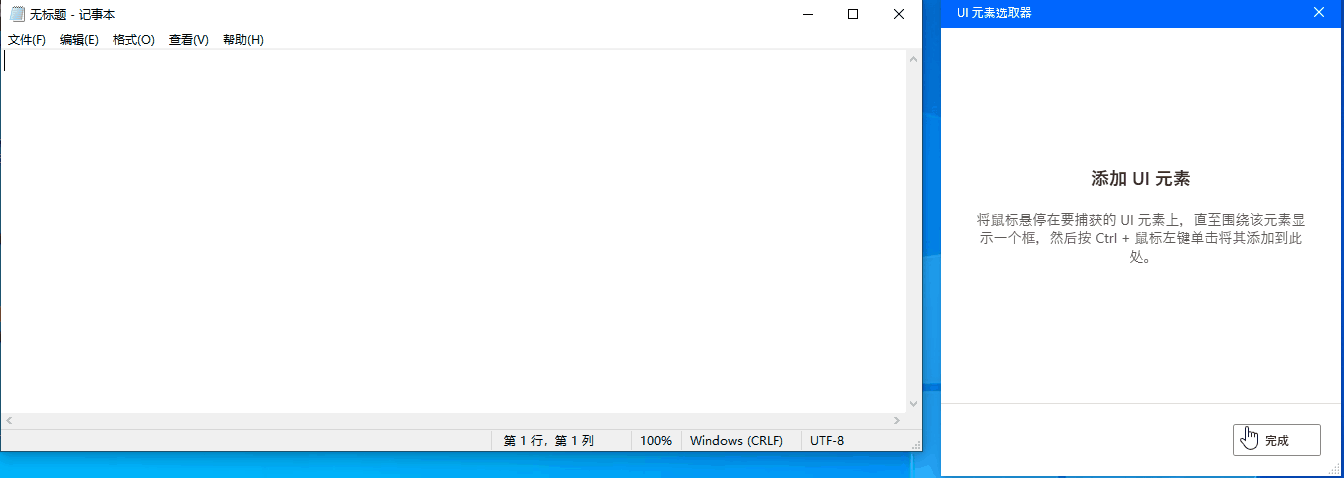 无标题 - 记事本
文件(F) 编辑(E) 格式(O) 查看(V) 帮助(H)
第 1 行，第 1 列 100% Windows (CRLF) UTF-8
UI 元素选取器
添加 UI 元素
将鼠标悬停在要捕获的 UI 元素上，直至围绕该元素显
示一个框，然后按 Ctrl + 鼠标左键单击将其添加到此
处。
完成